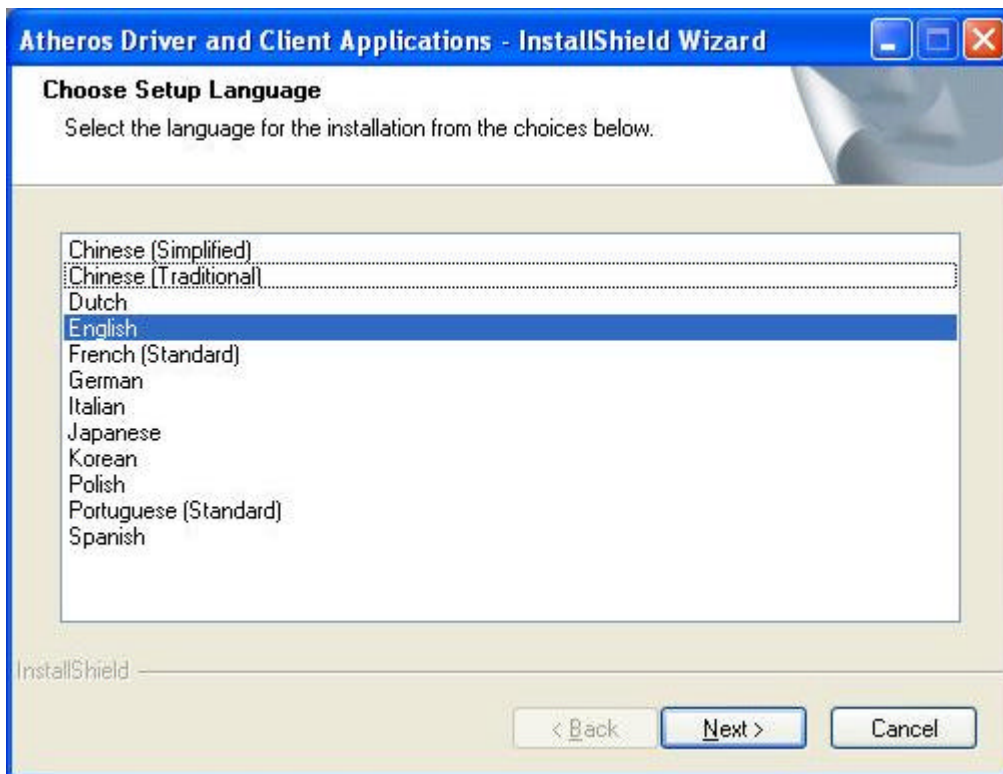 Atheros Driver and Client Applications - InstallShield Wizard
Choose Setup Language
Select the language for the installation from the choices below.
Chinese (Simplified)
Chinese (Traditional)
Dutch
English
French (Standard)
German
Italian
Japanese
Korean
Polish
Portuguese (Standard)
Spanish
InstallShield
< Back Next > Cancel